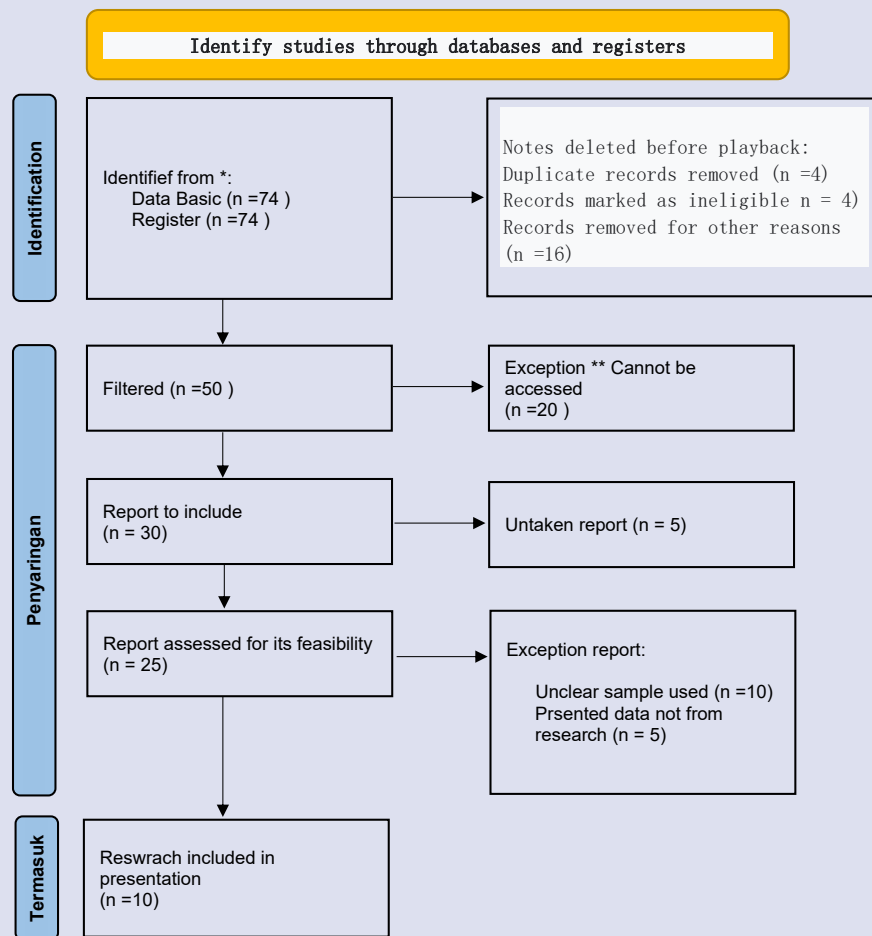 Identify studies through databases and registers
Identification
Identifief from *:
Data Basic (n =74 )
Register (n =74 )
Notes deleted before playback:
Duplicate records removed (n =4)
Records marked as ineligible n = 4)
Records removed for other reasons
(n =16)
Penyaringan
Filtered (n =50 )
Exception ** Cannot be
accessed
(n =20 )
Report to include
(n = 30)
Untaken report (n = 5)
Report assessed for its feasibility
(n = 25)
Exception report:
Unclear sample used (n =10)
Prsented data not from
research (n = 5)
Termasuk
Reswrach included in
presentation
(n =10)